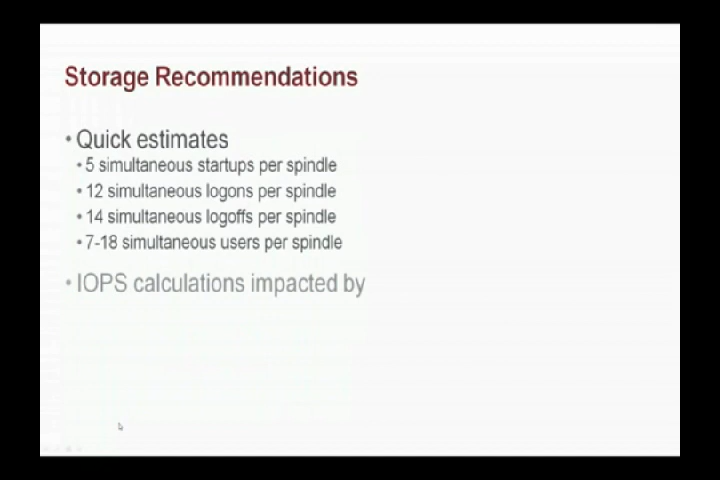 Storage Recommendations
• Quick estimates
• 5 simultaneous startups per spindle
• 12 simultaneous logons per spindle
• 14 simultaneous logoffs per spindle
• 7-18 simultaneous users per spindle
• IOPS calculations impacted by